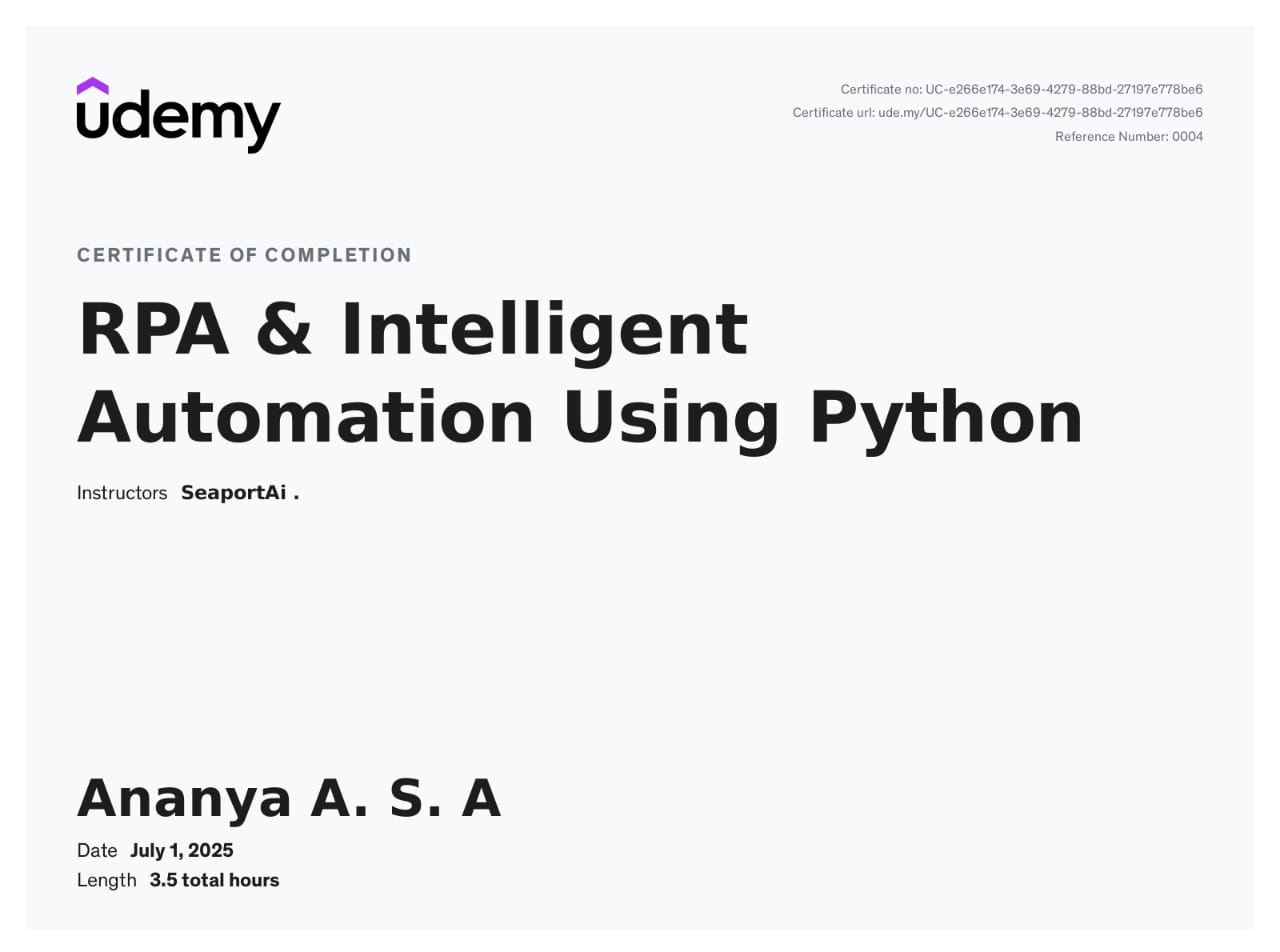 udemy
Certificate no: UC-e266e174-3e69-4279-88bd-27197e778be6
Certificate url: ude.my/UC-e266e174-3e69-4279-88bd-27197e778be6
Reference Number: 0004
CERTIFICATE OF COMPLETION
RPA & Intelligent
Automation Using Python
Instructors SeaportAi .
Ananya A. S. A
Date July 1, 2025
Length 3.5 total hours